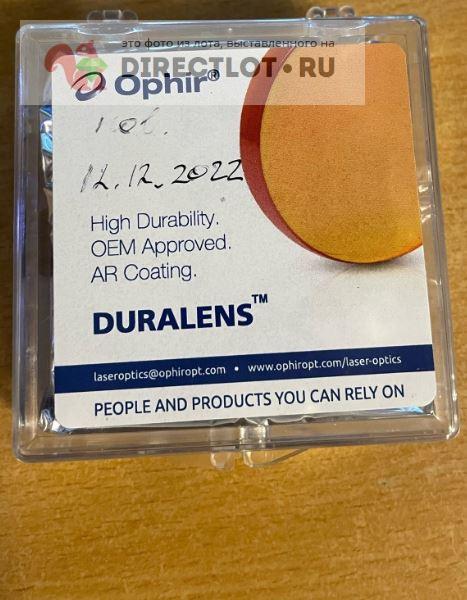 это фото из лота, выставленного на
DIRECTLOT.RU
Ophir®
12.12.2022
High Durability.
OEM Approved.
AR Coating.
DURALENS™
laseroptics@ophiropt.com • www.ophiropt.com/laser-optics
PEOPLE AND PRODUCTS YOU CAN RELY ON